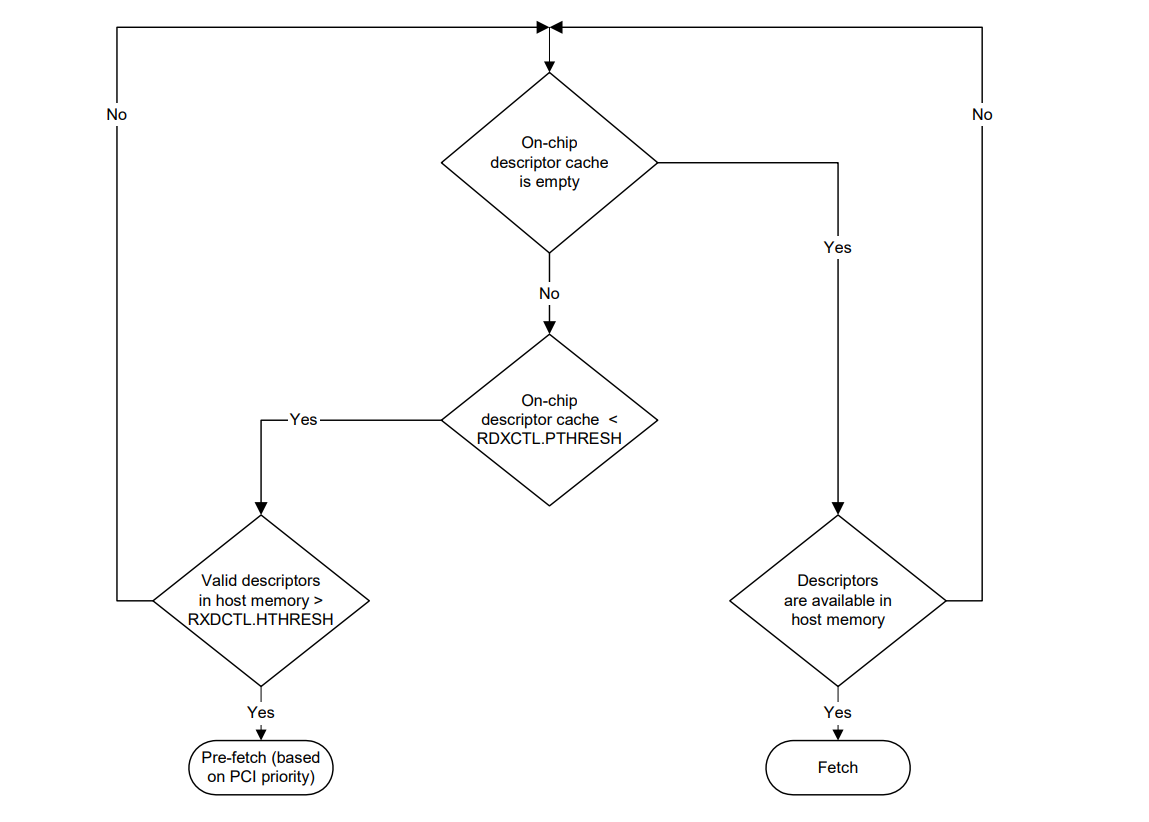 No
No
On-chip
descriptor cache
is empty
Yes
No
On-chip
descriptor cache <
RDXCTL.PTHRESH
Yes
Valid descriptors
in host memory >
RXDCTL.HTHRESH
Descriptors
are available in
host memory
Yes
Yes
Pre-fetch (based
on PCI priority)
Fetch